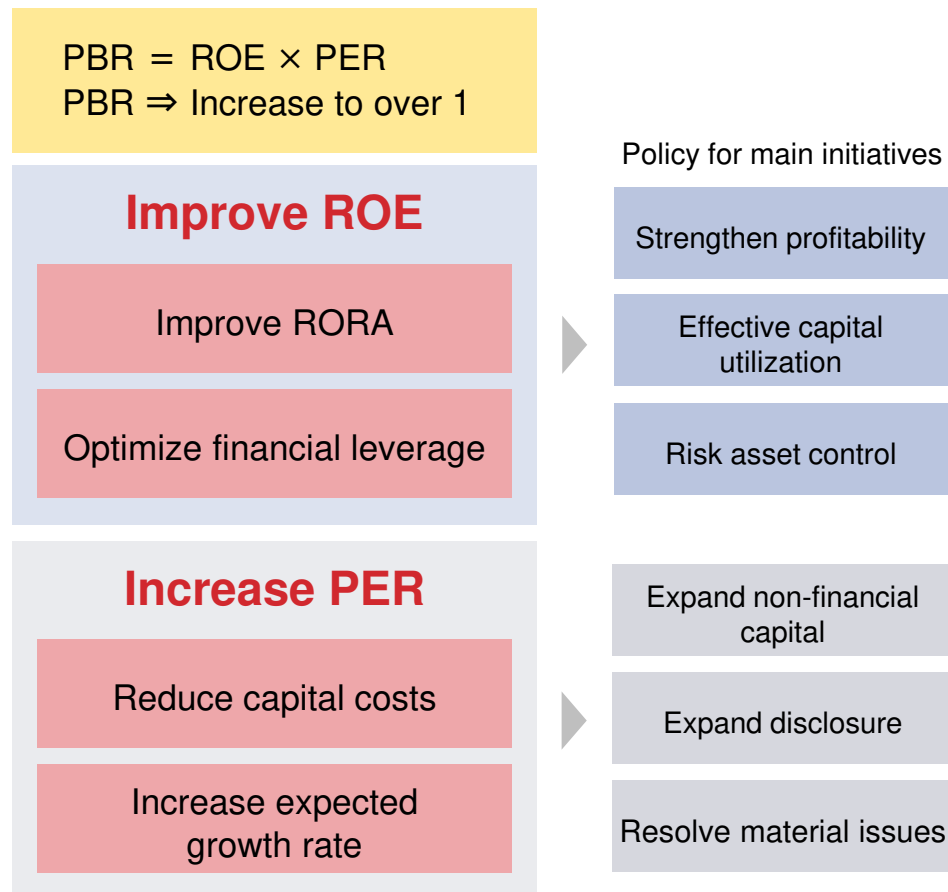 PBR = ROE × PER
PBR ⇒ Increase to over 1
Improve ROE
Improve RORA
Optimize financial leverage
Policy for main initiatives
Strengthen profitability
Effective capital
utilization
Risk asset control
Increase PER
Reduce capital costs
Increase expected
growth rate
Expand non-financial
capital
Expand disclosure
Resolve material issues